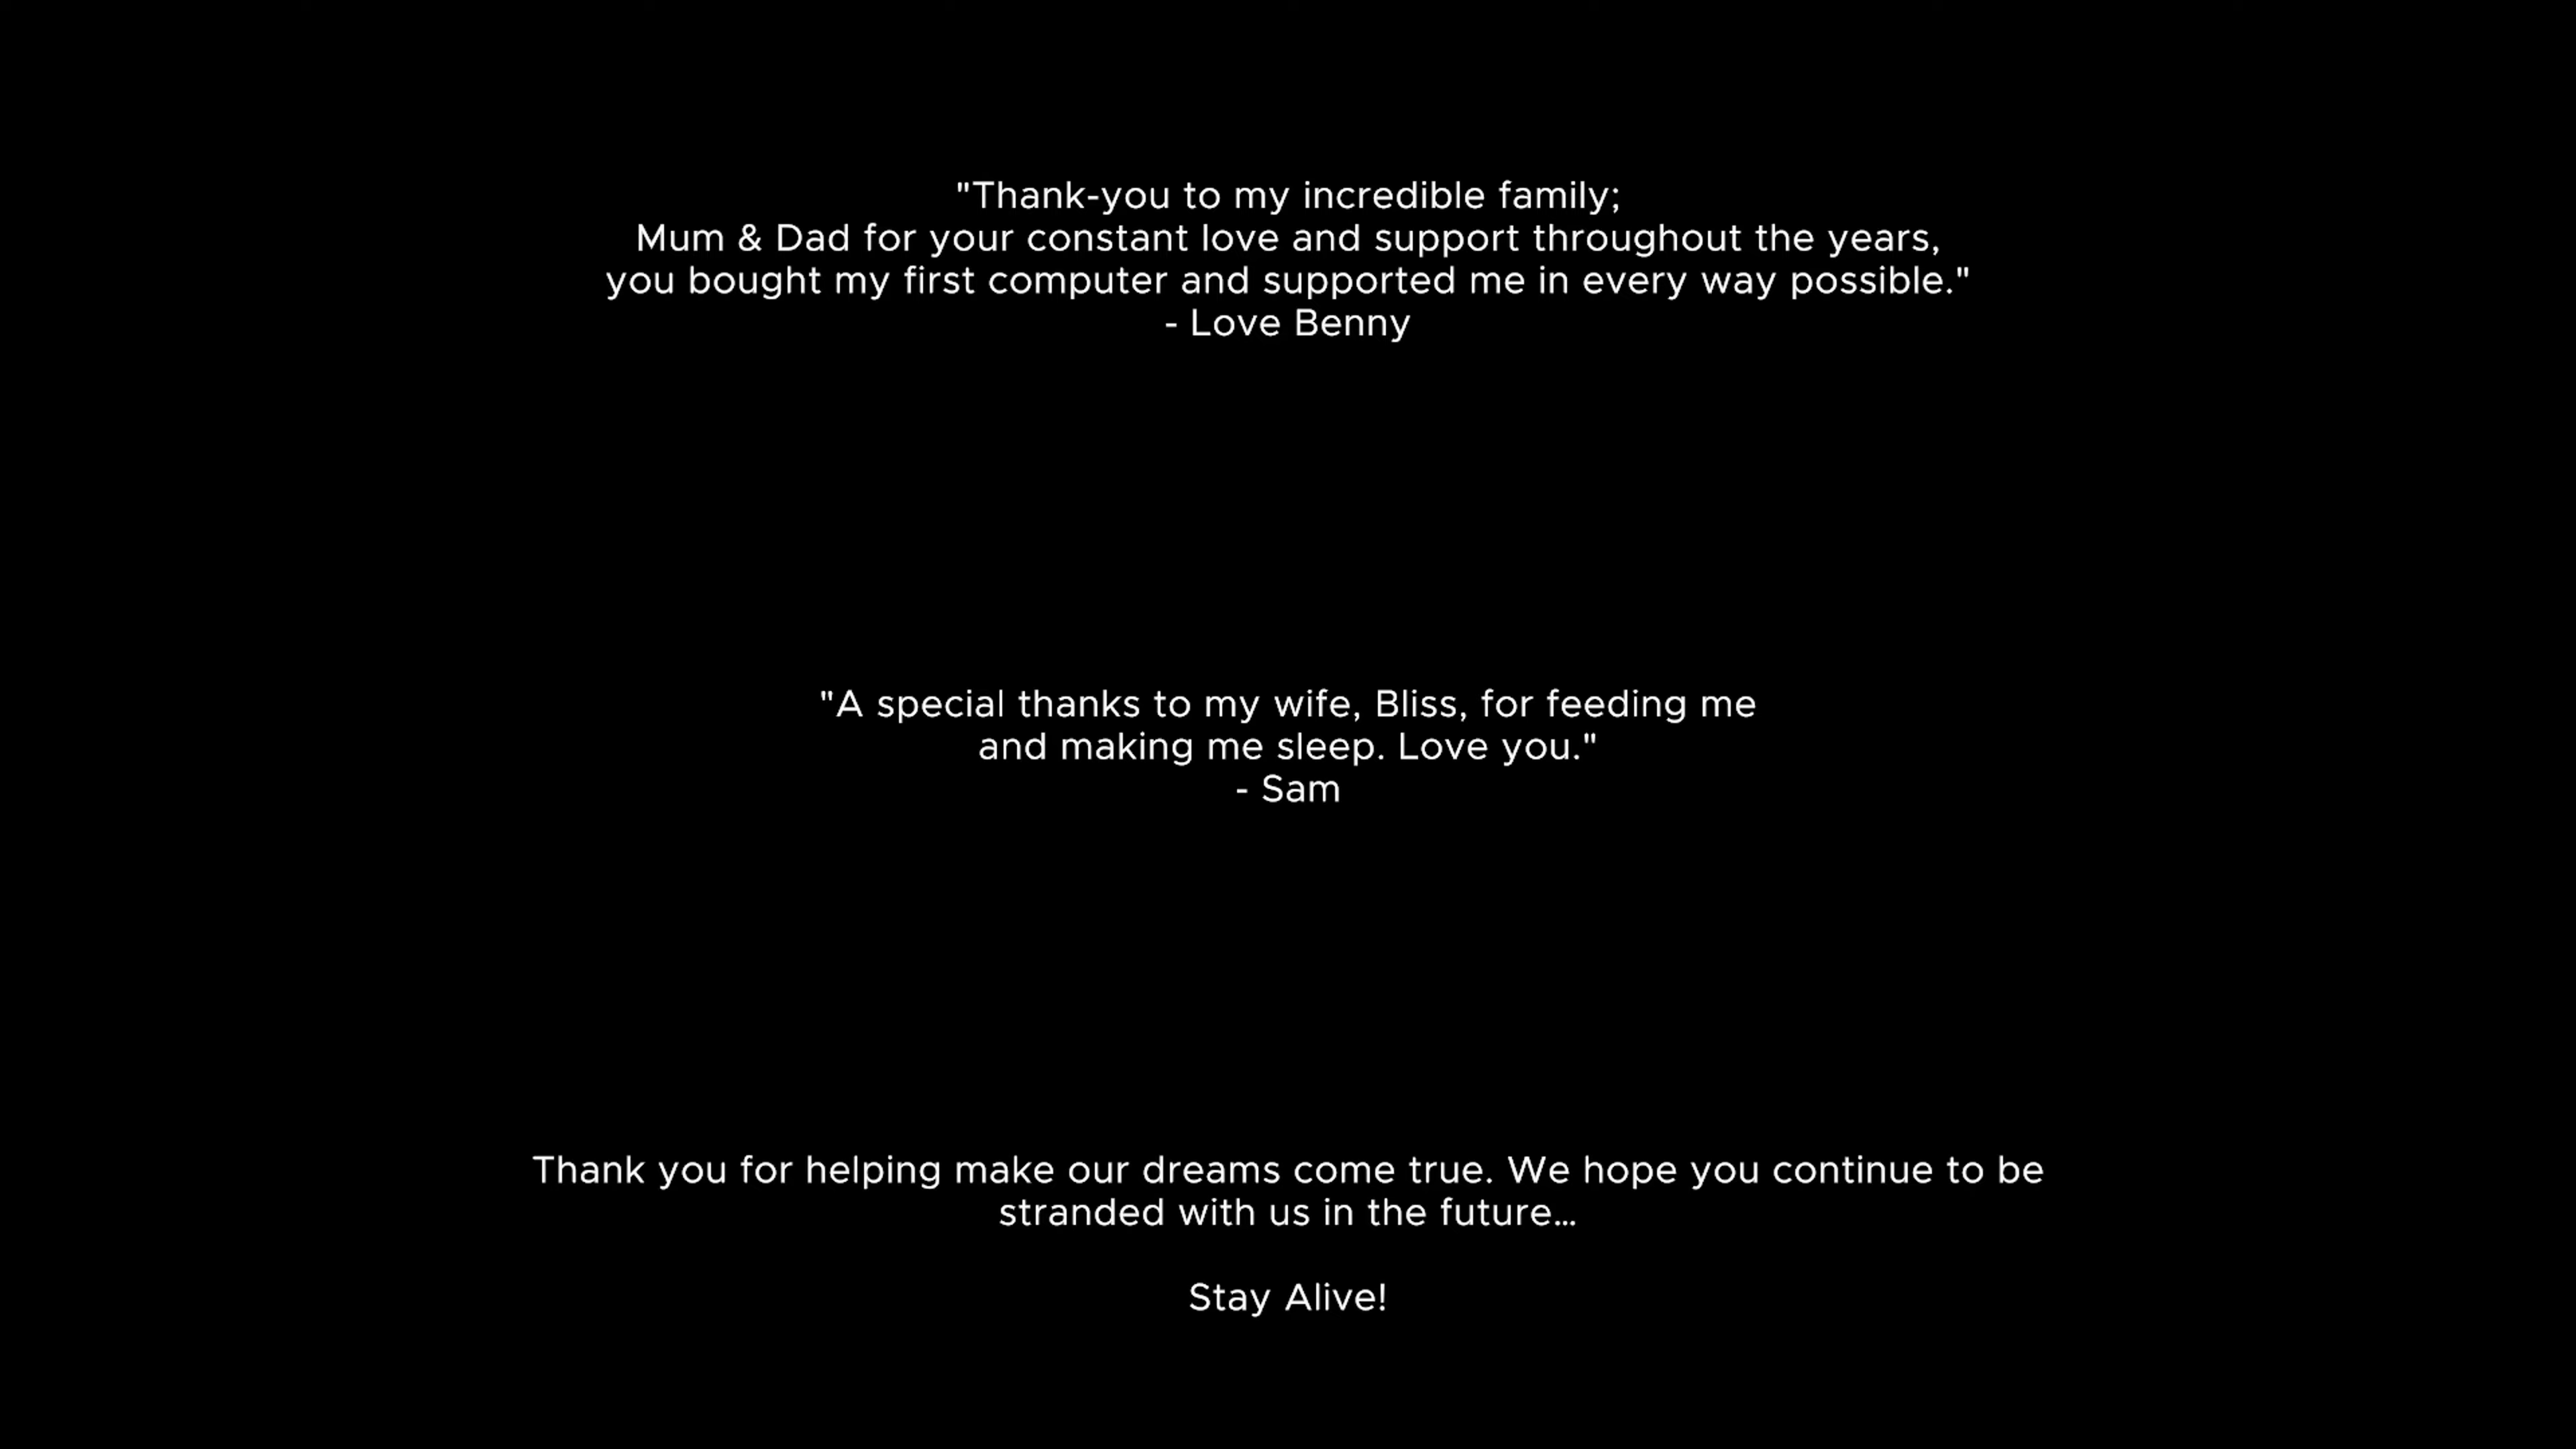 "Thank-you to my incredible family;
Mum & Dad for your constant love and support throughout the years,
you bought my first computer and supported me in every way possible."
- Love Benny
"A special thanks to my wife, Bliss, for feeding me
and making me sleep. Love you."
- Sam
Thank you for helping make our dreams come true. We hope you continue to be
stranded with us in the future...
Stay Alive!